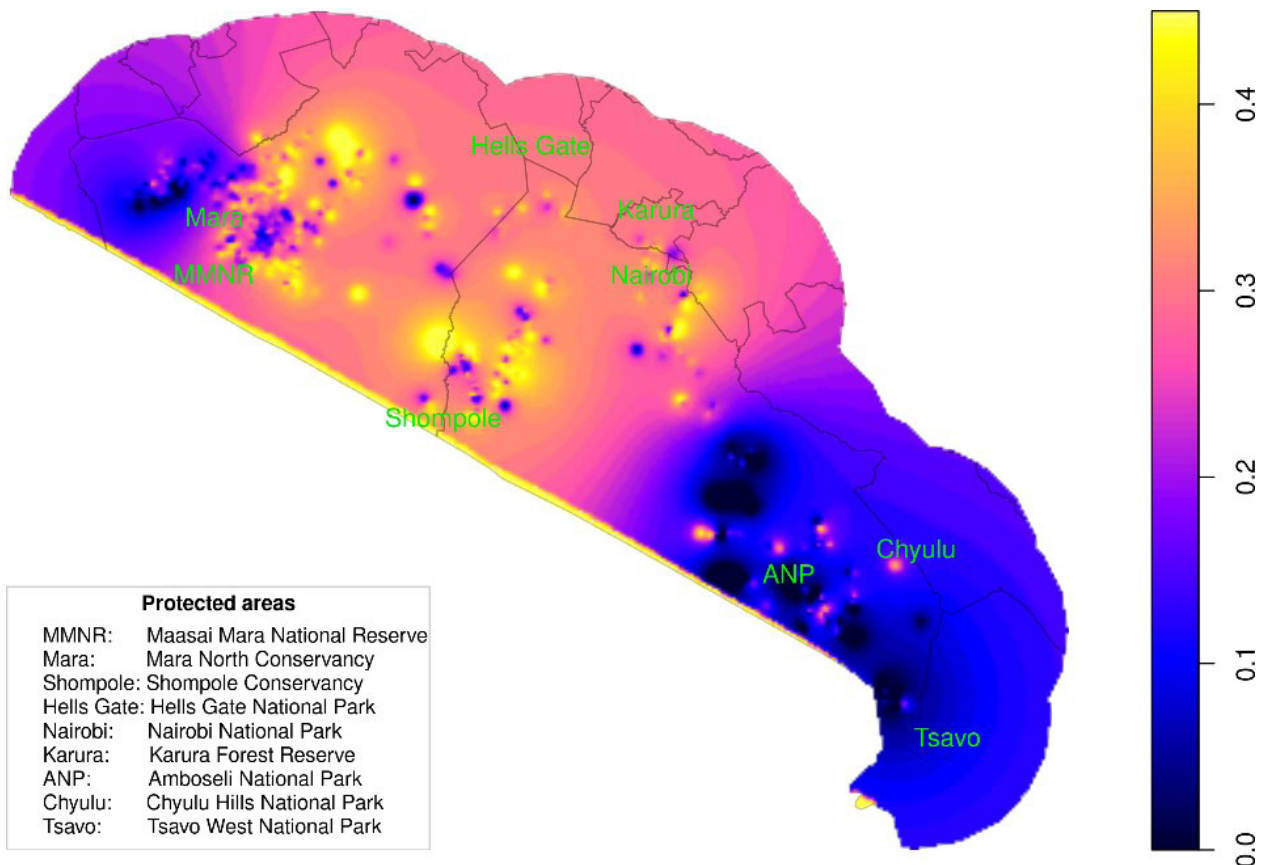 Hells Gate
Karura
Mara
MMNR
Nairobi
Shompole
Chyulu
ANP
Tsavo
0.4
0.3
0.2
0.1
0.0
Protected areas
MMNR: Maasai Mara National Reserve
Mara: Mara North Conservancy
Shompole: Shompole Conservancy
Hells Gate: Hells Gate National Park
Nairobi: Nairobi National Park
Karura: Karura Forest Reserve
ANP: Amboseli National Park
Chyulu: Chyulu Hills National Park
Tsavo: Tsavo West National Park